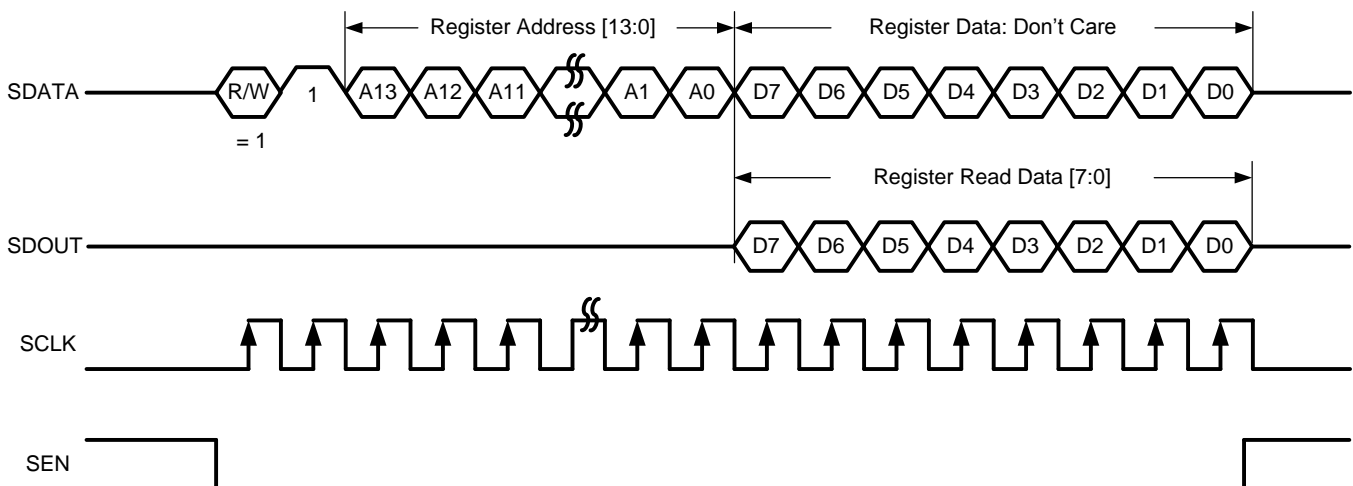 Register Address [13:0] Register Data: Don't Care
SDATA R/W 1 A13 A12 A11 A1 A0 D7 D6 D5 D4 D3 D2 D1 D0
= 1
Register Read Data [7:0]
SDOUT D7 D6 D5 D4 D3 D2 D1 D0
SCLK
SEN